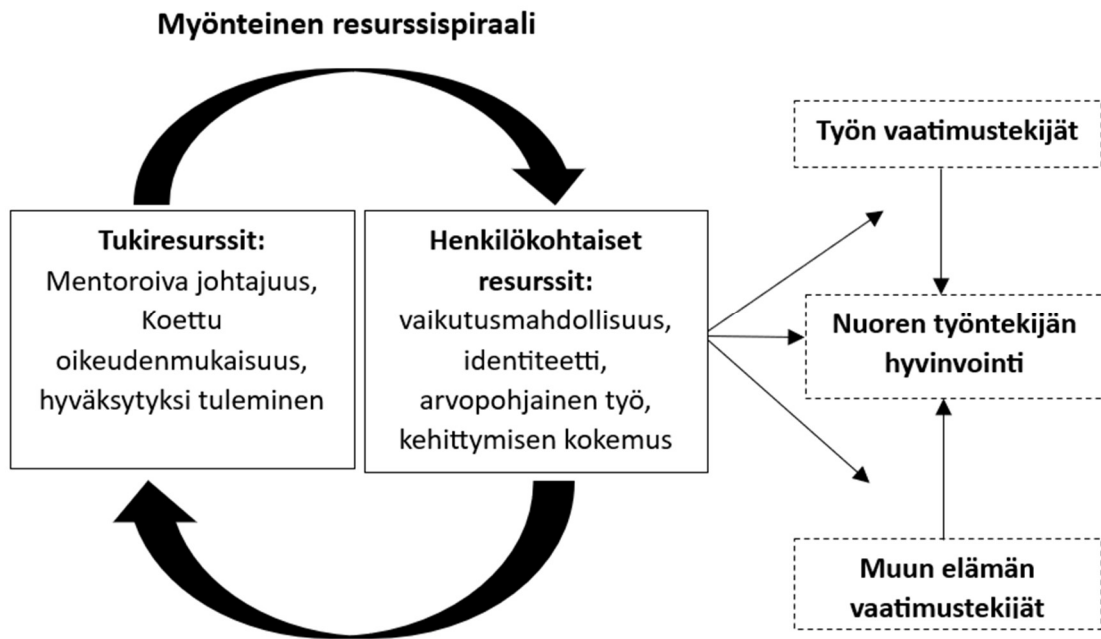 Myönteinen resurssispiraali
Tukiresurssit:
Mentoroiva johtajuus,
Koettu
oikeudenmukaisuus,
hyväksytyksi tuleminen
Henkilökohtaiset
resurssit:
vaikutusmahdollisuus,
identiteetti,
arvopohjainen työ,
kehittymisen kokemus
Työn vaatimustekijät
Nuoren työntekijän
hyvinvointi
Muun elämän
vaatimustekijät